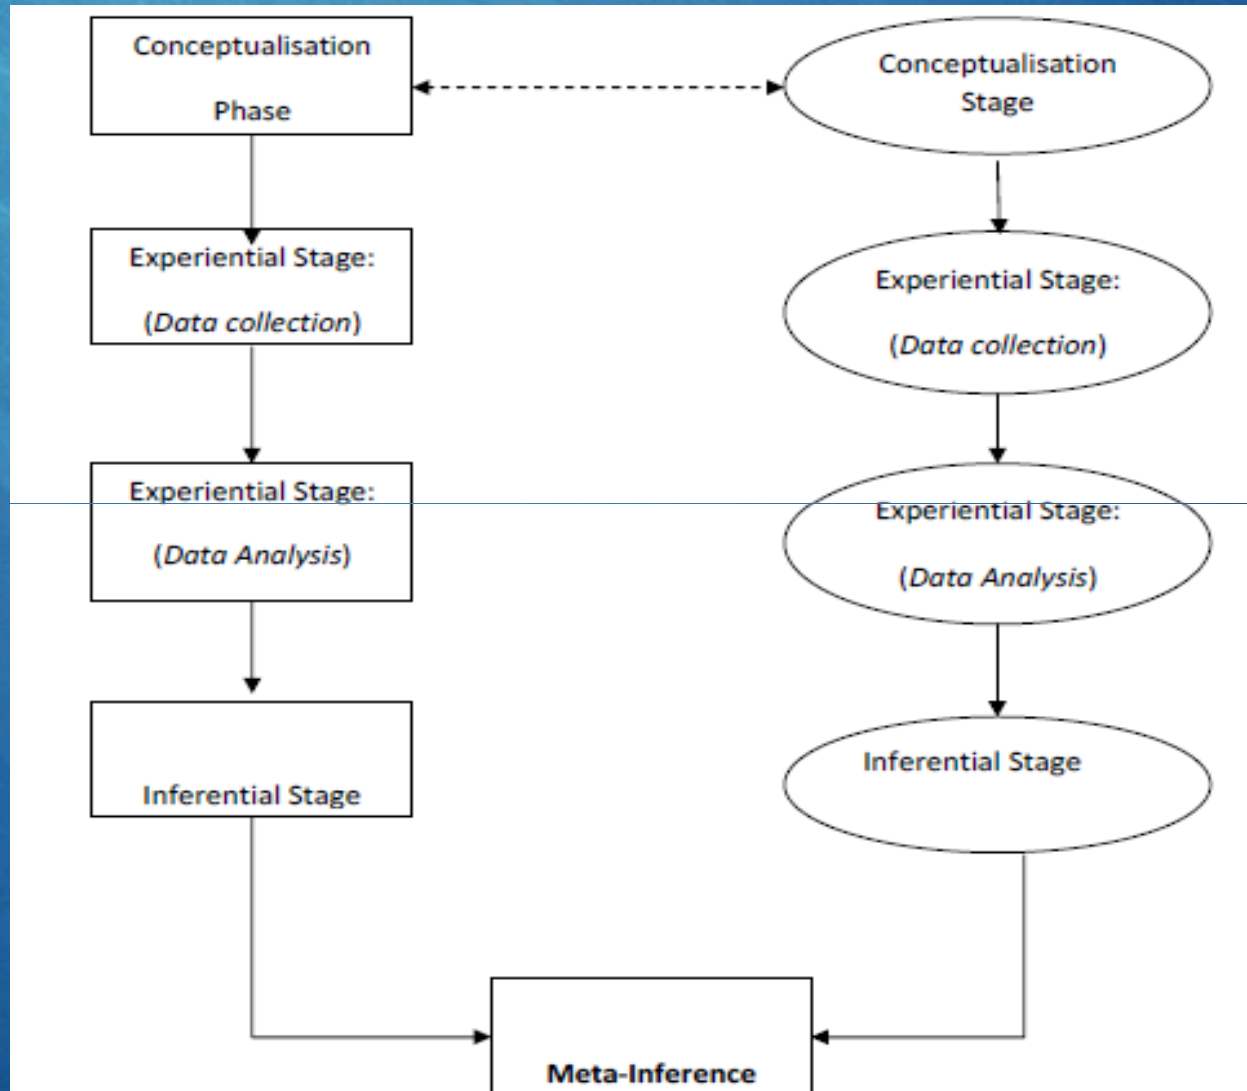 Conceptualisation
Phase
Conceptualisation
Stage
Experiential Stage:
(Data collection)
Experiential Stage:
(Data collection)
Experiential Stage:
(Data Analysis)
Experiential Stage:
(Data Analysis)
Inferential Stage
Inferential Stage
Meta-Inference